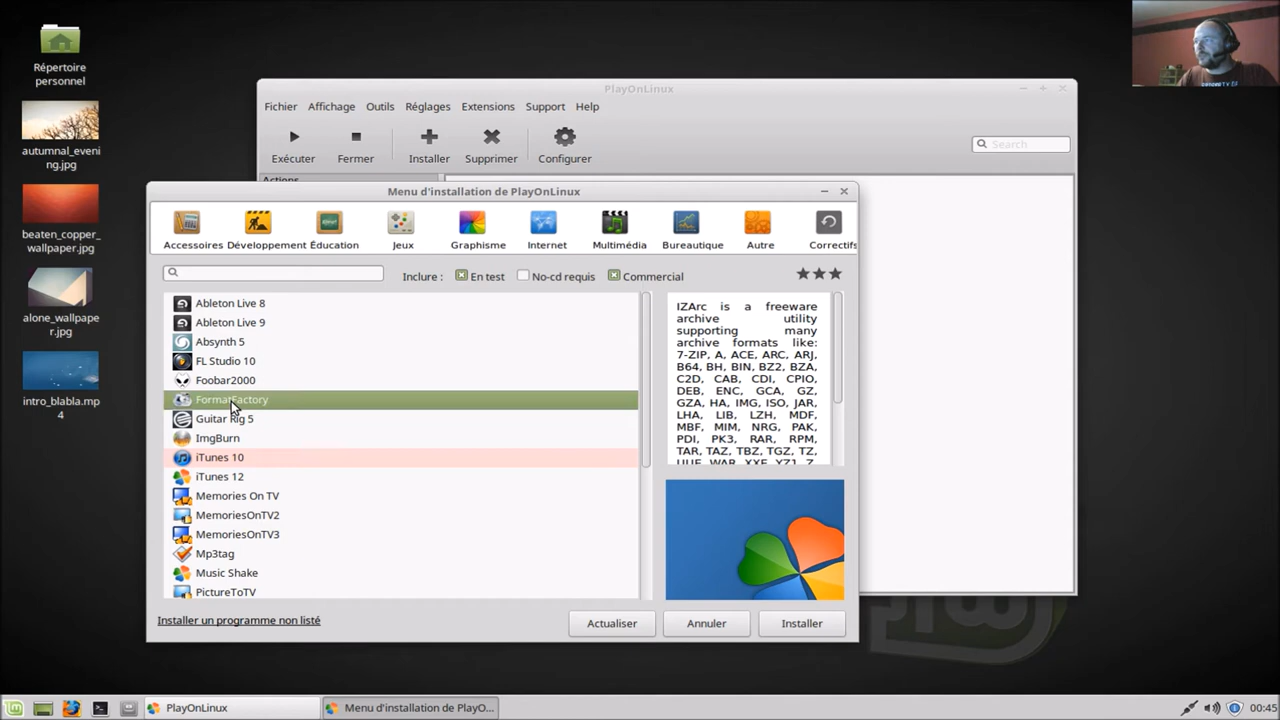 Répertoire
personnel
autumnal_eveni
ng.jpg
beaten_copper_
wallpaper.jpg
alone_wallpape
r.jpg
intro_blabla.mp
4
PlayOnLinux
Fichier Affichage Outils Réglages Extensions Support Help
Exécuter Fermer Installer Supprimer Configurer
Search
Actions
Menu d'installation de PlayOnLinux
Accessoires Développement Éducation Jeux Graphisme Internet Multimédia Bureautique Autre Correctifs
Inclure : En test No-cd requis Commercial
Ableton Live 8
Ableton Live 9
Absynth 5
FL Studio 10
Foobar2000
FormatFactory
Guitar Rig 5
ImgBurn
iTunes 10
iTunes 12
Memories On TV
MemoriesOnTV2
MemoriesOnTV3
Mp3tag
Music Shake
PictureToTV
IZArc is a freeware
archive utility
supporting many
archive formats like:
7-ZIP, A, ACE, ARC, ARJ,
B64, BH, BIN, BZ2, BZA,
C2D, CAB, CDI, CPIO,
DEB, ENC, GCA, GZ,
GZA, HA, IMG, ISO, JAR,
LHA, LIB, LZH, MDF,
MBF, MIM, NRG, PAK,
PDI, PK3, RAR, RPM,
TAR, TAZ, TBZ, TGZ, TZ,
UUE, WAR, XXE, YZ1, Z,
Installer un programme non listé
Actualiser Annuler Installer
PlayOnLinux
Menu d'installation de PlayO...
00:45